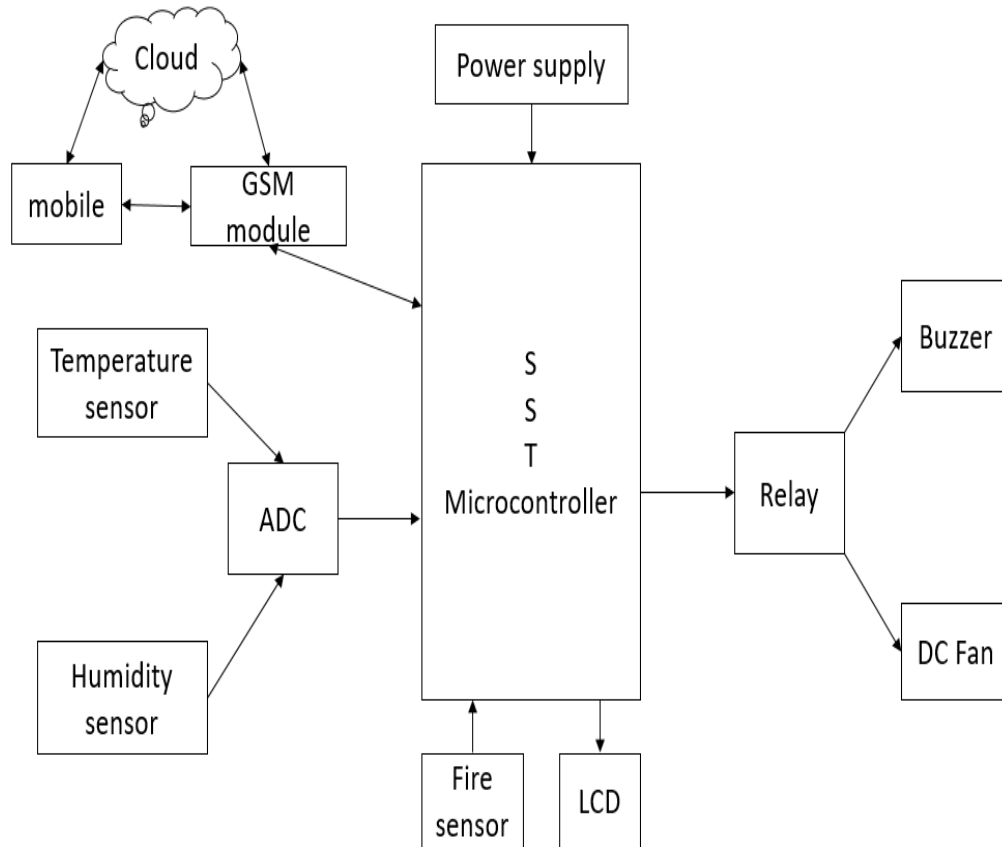 Cloud
Power supply
mobile
GSM
module
Temperature
sensor
Buzzer
S
S
T
Microcontroller
ADC
Relay
Humidity
sensor
DC Fan
Fire
sensor
LCD